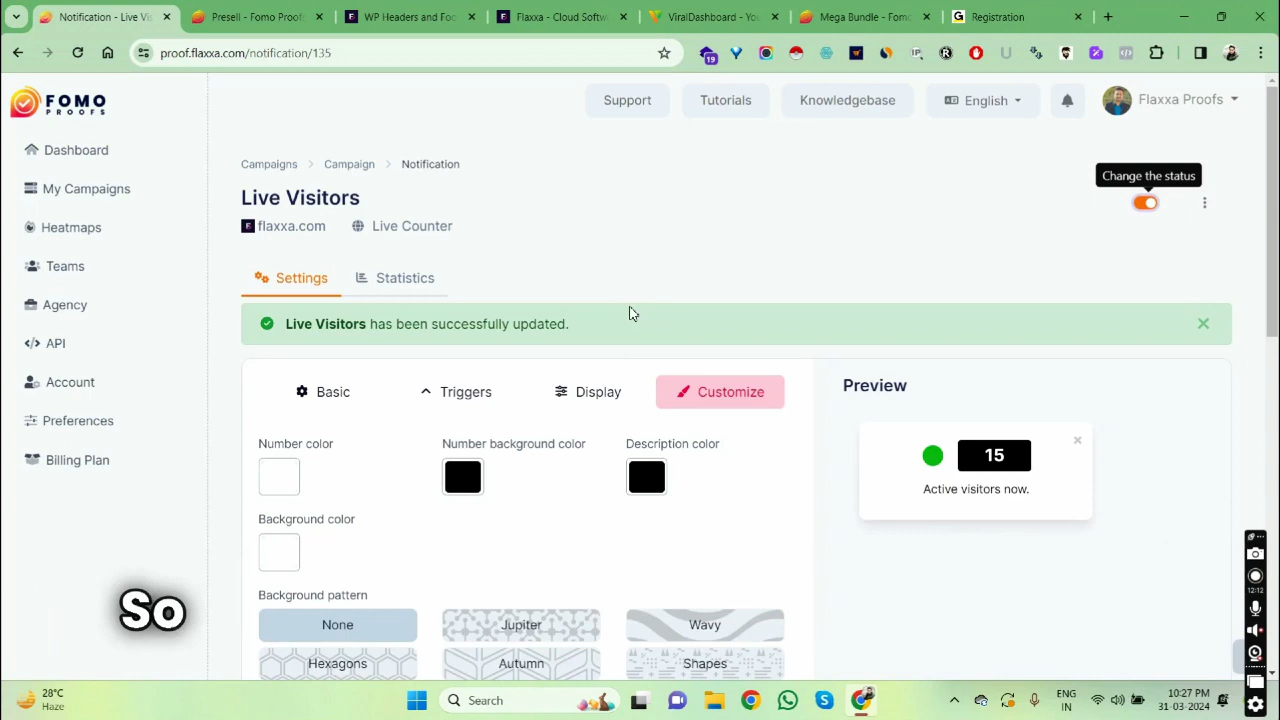 Notification - Live Vi
Presell - Fomo Proofs
WP Headers and Foo
Flaxxa - Cloud Softw
ViralDashboard - You
Mega Bundle - Fomo
Registration
proof.flaxxa.com/notification/135
19
FOMO
PROOFS
Support
Tutorials
Knowledgebase
English
Flaxxa Proofs
Dashboard
My Campaigns
Heatmaps
Teams
Agency
API
Account
Preferences
Billing Plan
Campaigns
Campaign
Notification
Change the status
Live Visitors
flaxxa.com
Live Counter
Settings
Statistics
Live Visitors has been successfully updated.
Basic
Triggers
Display
Customize
Preview
Number color
Number background color
Description color
15
Active visitors now.
Background color
Background pattern
None
Jupiter
Wavy
Hexagons
Autumn
Shapes
So
12:12
28°C
Haze
Search
ENG
IN
10:27 PM
31-03-2024